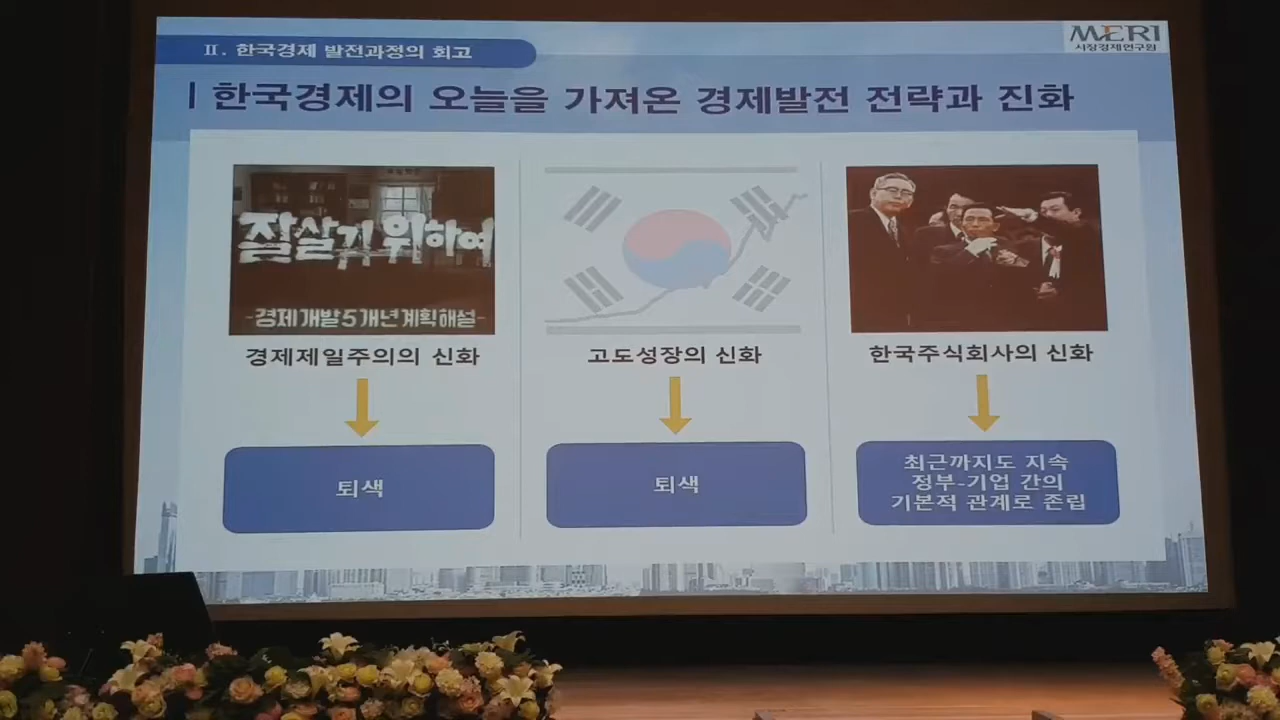 Ⅱ. 한국경제 발전과정의 회고
MERI
시장경제연구원
한국경제의 오늘을 가져온 경제발전 전략과 진화
잘살기 위하여
-경제개발5개년계획해설-
경제제일주의의 신화
고도성장의 신화
한국주식회사의 신화
퇴색
퇴색
최근까지도 지속
정부-기업 간의
기본적 관계로 존립